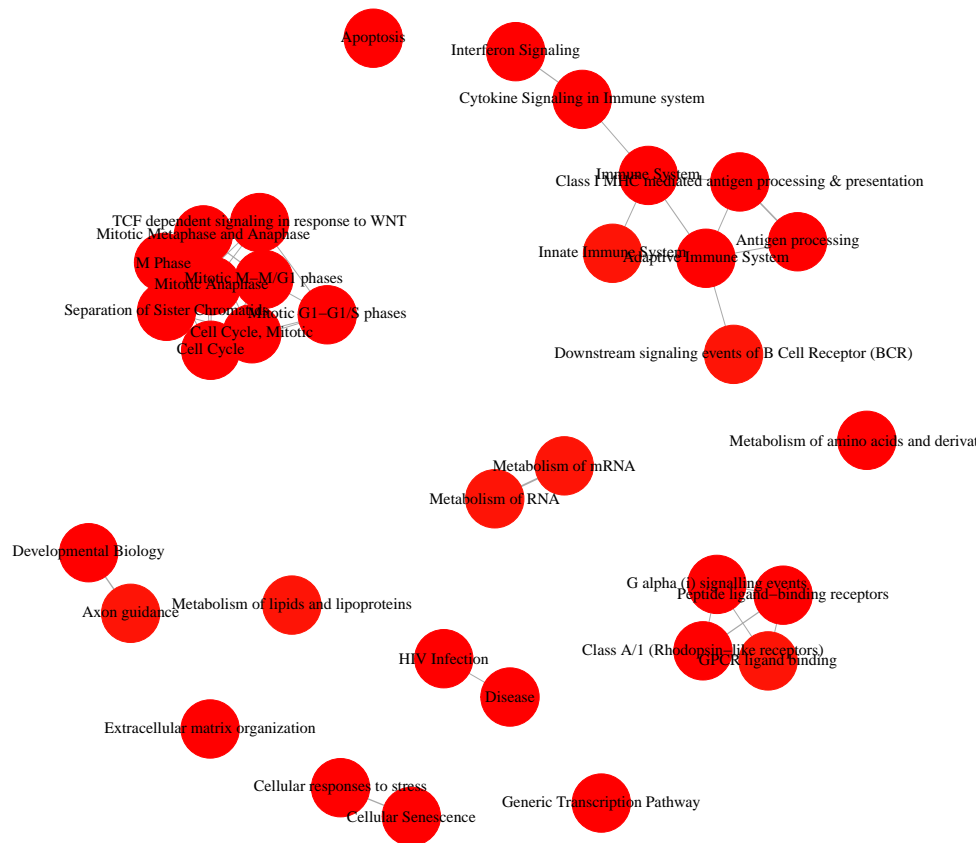 Apoptosis
Interferon Signaling
Cytokine Signaling in Immune system
Immune System
Class I MHC mediated antigen processing & presentation
TCF dependent signaling in response to WNT
Mitotic Metaphase and Anaphase
Antigen processing
Innate Immune System
Adaptive Immune System
M Phase
Mitotic M−M/G1 phases
Mitotic Anaphase
Separation of Sister Chromatids
Mitotic G1−G1/S phases
Cell Cycle, Mitotic
Cell Cycle
Downstream signaling events of B Cell Receptor (BCR)
Metabolism of amino acids and derivat
Metabolism of mRNA
Metabolism of RNA
Developmental Biology
G alpha (i) signalling events
Peptide ligand−binding receptors
Metabolism of lipids and lipoproteins
Axon guidance
Class A/1 (Rhodopsin−like receptors)
HIV Infection
GPCR ligand binding
Disease
Extracellular matrix organization
Cellular responses to stress
Generic Transcription Pathway
Cellular Senescence